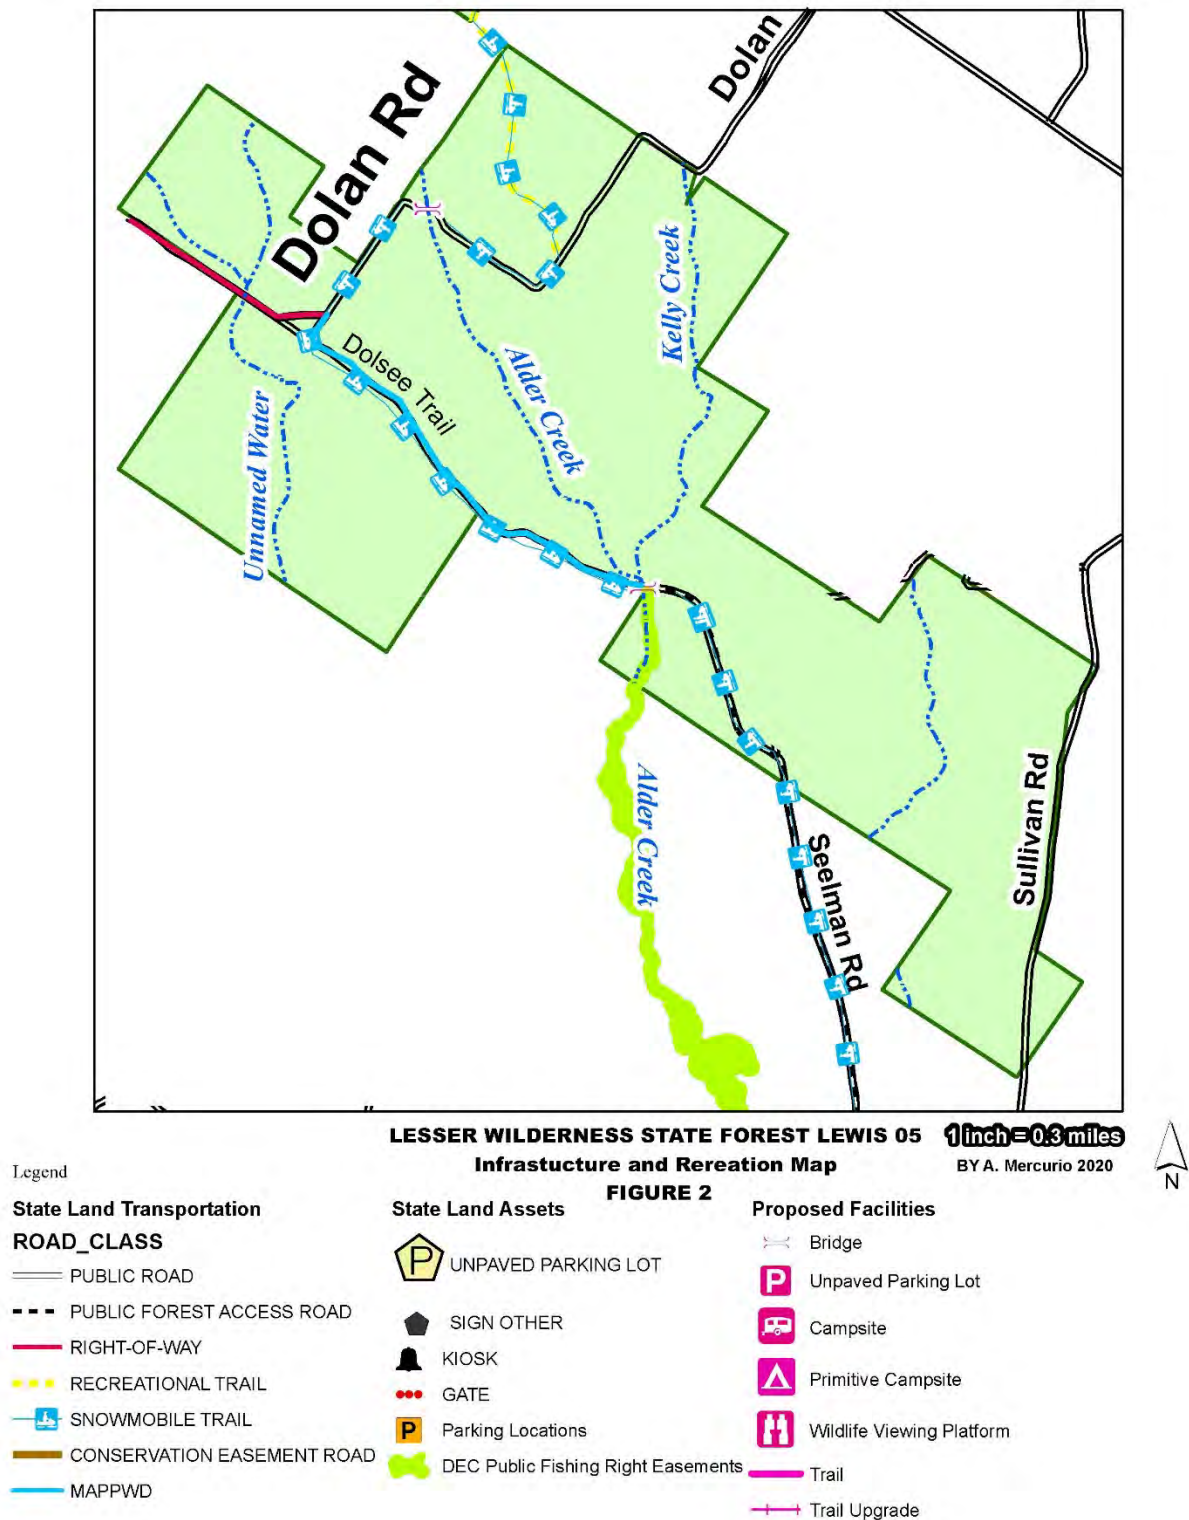 Dolan Rd
Dolan
Dolsee Trail
Unnamed Water
Alder Creek
Kelly Creek
Alder Creek
Seelman Rd
Sullivan Rd
LESSER WILDERNESS STATE FOREST LEWIS 05
1 inch = 0.3 miles
Infrastucture and Rereation Map
BY A. Mercurio 2020
FIGURE 2
N
Legend
State Land Transportation
ROAD_CLASS
PUBLIC ROAD
PUBLIC FOREST ACCESS ROAD
RIGHT-OF-WAY
RECREATIONAL TRAIL
SNOWMOBILE TRAIL
CONSERVATION EASEMENT ROAD
MAPPWD
State Land Assets
P
UNPAVED PARKING LOT
SIGN OTHER
KIOSK
GATE
P
Parking Locations
DEC Public Fishing Right Easements
Proposed Facilities
Bridge
P
Unpaved Parking Lot
Campsite
Primitive Campsite
Wildlife Viewing Platform
Trail
Trail Upgrade